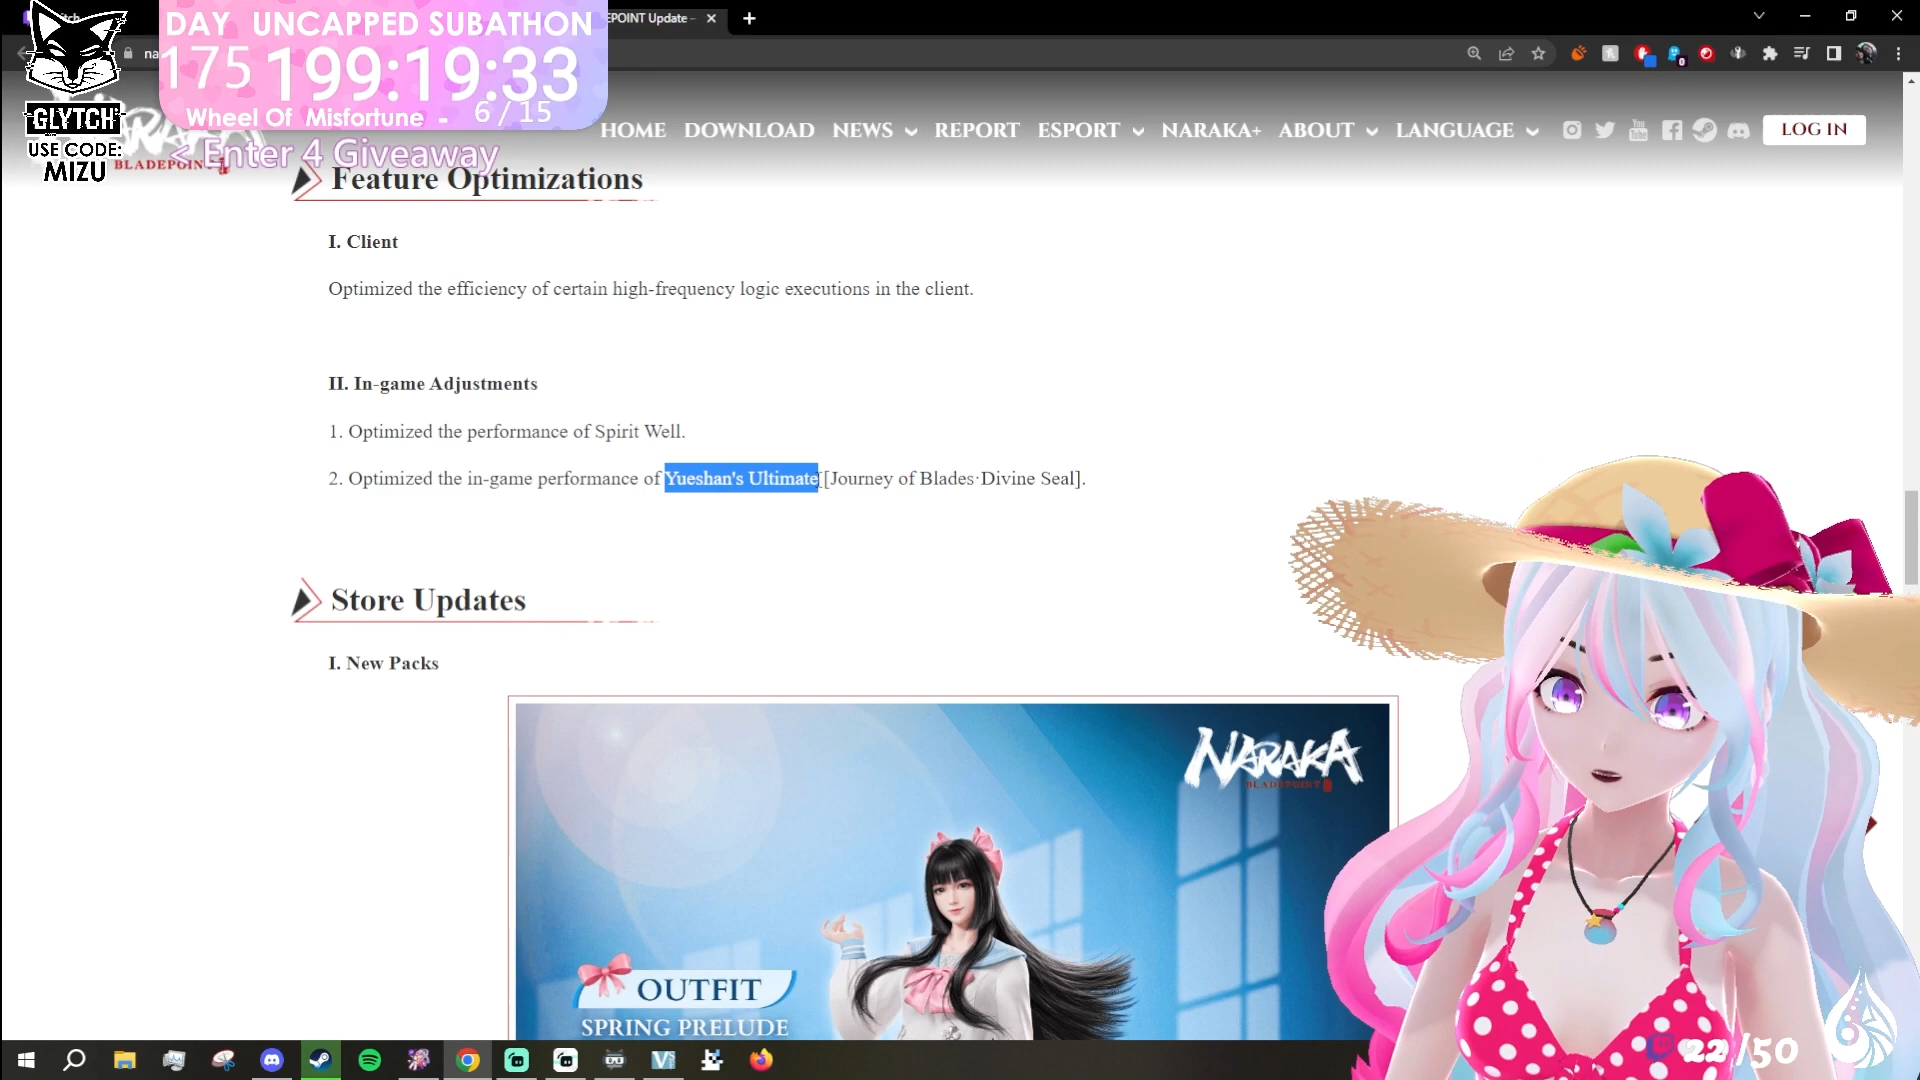 DAY UNCAPPED SUBATHON
175 199:19:33
Wheel Of Misfortune - 6/15
< Enter 4 Giveaway
GLYTCH
USE CODE:
MIZU
POINT Update –
na
BLADEPOINT
HOME DOWNLOAD NEWS REPORT ESPORT NARAKA+ ABOUT LANGUAGE LOG IN
Feature Optimizations
I. Client
Optimized the efficiency of certain high-frequency logic executions in the client.
II. In-game Adjustments
1. Optimized the performance of Spirit Well.
2. Optimized the in-game performance of Yueshan's Ultimate [Journey of Blades·Divine Seal].
Store Updates
I. New Packs
NARAKA
BLADEPOINT
OUTFIT
SPRING PRELUDE
22/50